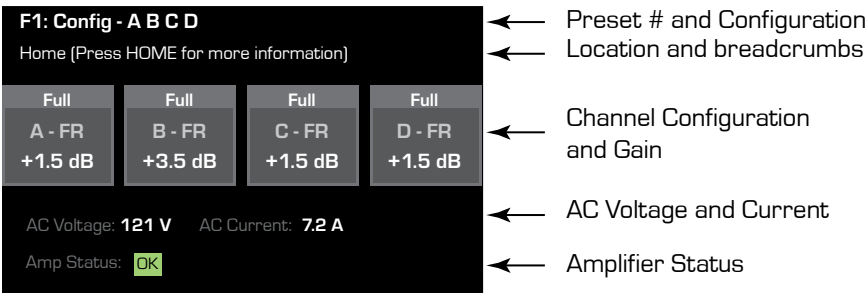 F1: Config - A B C D
Home (Press HOME for more information)
Full Full Full Full
A - FR B - FR C - FR D - FR
+1.5 dB +3.5 dB +1.5 dB +1.5 dB
AC Voltage: 121 V AC Current: 7.2 A
Amp Status: OK
Preset # and Configuration
Location and breadcrumbs
Channel Configuration
and Gain
AC Voltage and Current
Amplifier Status